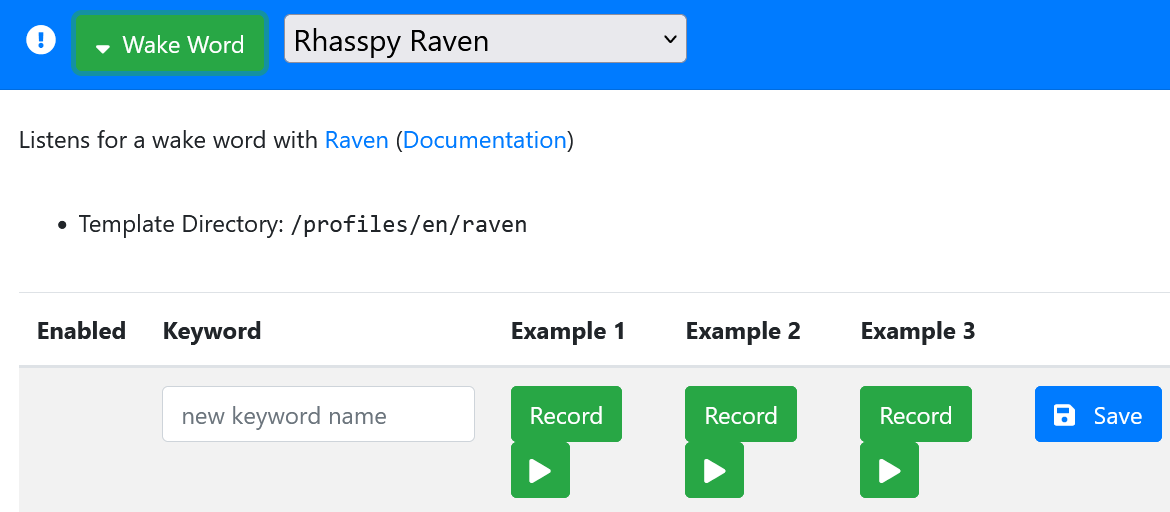 Wake Word Rhasspy Raven
Listens for a wake word with Raven (Documentation)
• Template Directory: /profiles/en/raven
Enabled Keyword Example 1 Example 2 Example 3
new keyword name Record Record Record Save